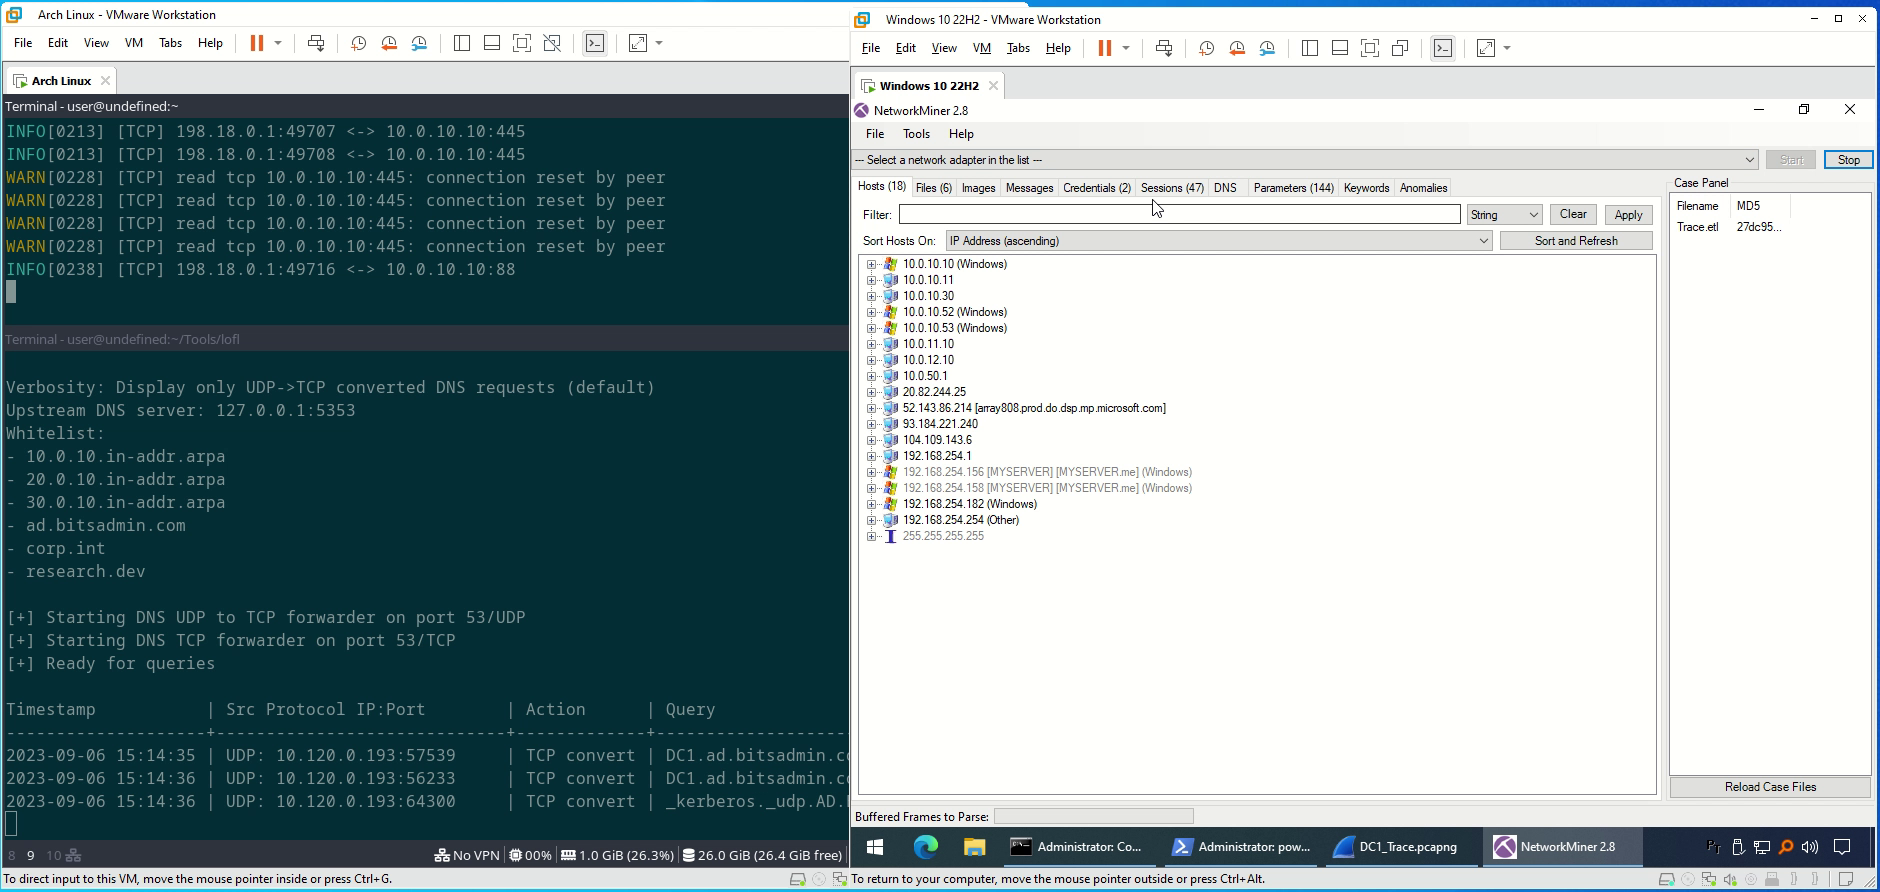 Arch Linux - VMware Workstation
File Edit View VM Tabs Help
Arch Linux
Terminal - user@undefined:~
INFO[0213] [TCP] 198.18.0.1:49707 <-> 10.0.10.10:445
INFO[0213] [TCP] 198.18.0.1:49708 <-> 10.0.10.10:445
WARN[0228] [TCP] read tcp 10.0.10.10:445: connection reset by peer
WARN[0228] [TCP] read tcp 10.0.10.10:445: connection reset by peer
WARN[0228] [TCP] read tcp 10.0.10.10:445: connection reset by peer
WARN[0228] [TCP] read tcp 10.0.10.10:445: connection reset by peer
INFO[0238] [TCP] 198.18.0.1:49716 <-> 10.0.10.10:88
Terminal - user@undefined:~/Tools/lofl
Verbosity: Display only UDP->TCP converted DNS requests (default)
Upstream DNS server: 127.0.0.1:5353
Whitelist:
- 10.0.10.in-addr.arpa
- 20.0.10.in-addr.arpa
- 30.0.10.in-addr.arpa
- ad.bitsadmin.com
- corp.int
- research.dev
[+] Starting DNS UDP to TCP forwarder on port 53/UDP
[+] Starting DNS TCP forwarder on port 53/TCP
[+] Ready for queries
Timestamp | Src Protocol IP:Port | Action | Query
--------------------+-----------------------------+-------------+-------------------
2023-09-06 15:14:35 | UDP: 10.120.0.193:57539 | TCP convert | DC1.ad.bitsadmin.c
2023-09-06 15:14:36 | UDP: 10.120.0.193:56233 | TCP convert | DC1.ad.bitsadmin.c
2023-09-06 15:14:36 | UDP: 10.120.0.193:64300 | TCP convert | _kerberos._udp.AD.
8 9 10 No VPN 00% 1.0 GiB (26.3%) 26.0 GiB (26.4 GiB free)
To direct input to this VM, move the mouse pointer inside or press Ctrl+G.
Windows 10 22H2 - VMware Workstation
File Edit View VM Tabs Help
Windows 10 22H2
NetworkMiner 2.8
File Tools Help
--- Select a network adapter in the list --- Start Stop
Hosts (18) Files (6) Images Messages Credentials (2) Sessions (47) DNS Parameters (144) Keywords Anomalies
Filter: String Clear Apply
Sort Hosts On: IP Address (ascending) Sort and Refresh
10.0.10.10 (Windows)
10.0.10.11
10.0.10.30
10.0.10.52 (Windows)
10.0.10.53 (Windows)
10.0.11.10
10.0.12.10
10.0.50.1
20.82.244.25
52.143.86.214 [array808.prod.do.dsp.mp.microsoft.com]
93.184.221.240
104.109.143.6
192.168.254.1
192.168.254.156 [MYSERVER] [MYSERVER.me] (Windows)
192.168.254.158 [MYSERVER] [MYSERVER.me] (Windows)
192.168.254.182 (Windows)
192.168.254.254 (Other)
255.255.255.255
Case Panel
Filename MD5
Trace.etl 27dc95...
Reload Case Files
Buffered Frames to Parse:
Administrator: Co... Administrator: pow... DC1_Trace.pcapng NetworkMiner 2.8
To return to your computer, move the mouse pointer outside or press Ctrl+Alt.